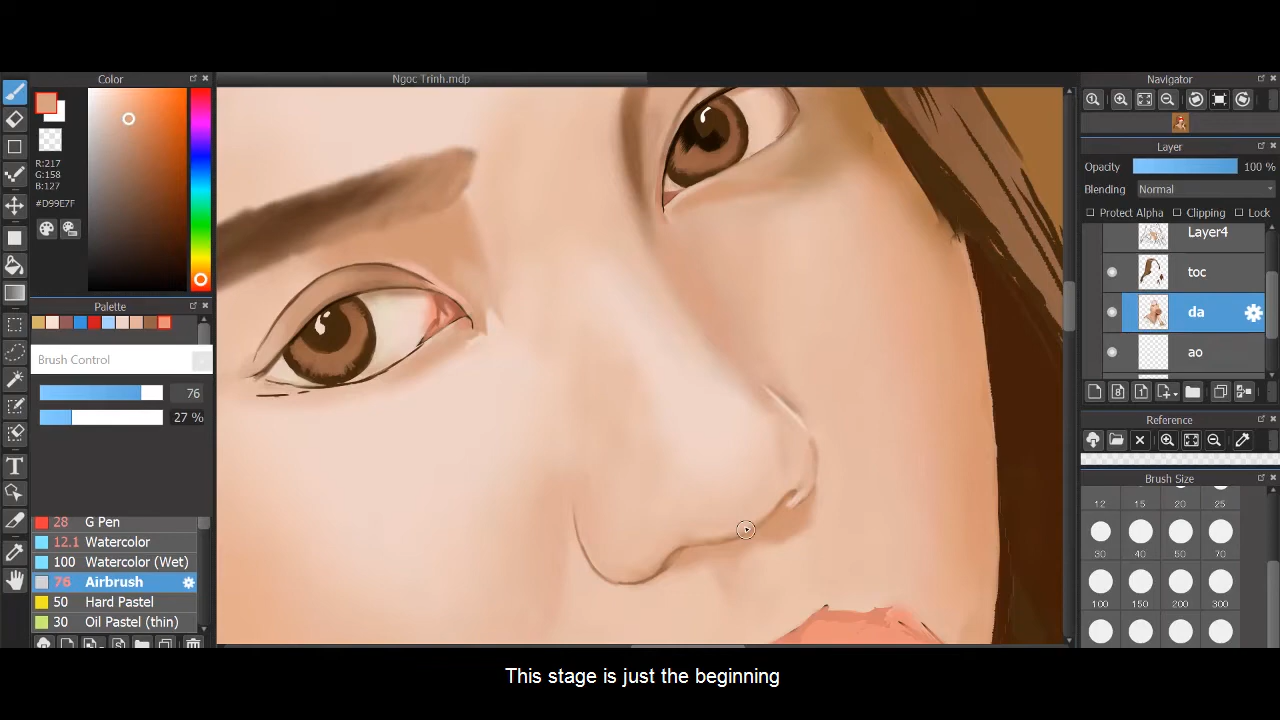 Color
Ngoc Trinh.mdp
Navigator
R:217
G:158
B:127
#D99E7F
Layer
Opacity
100 %
Blending
Normal
Protect Alpha
Clipping
Lock
Layer4
toc
da
ao
Palette
Brush Control
76
27 %
T
28 G Pen
12.1 Watercolor
100 Watercolor (Wet)
76 Airbrush
50 Hard Pastel
30 Oil Pastel (thin)
Reference
Brush Size
12 15 20 25
30 40 50 70
100 150 200 300
This stage is just the beginning